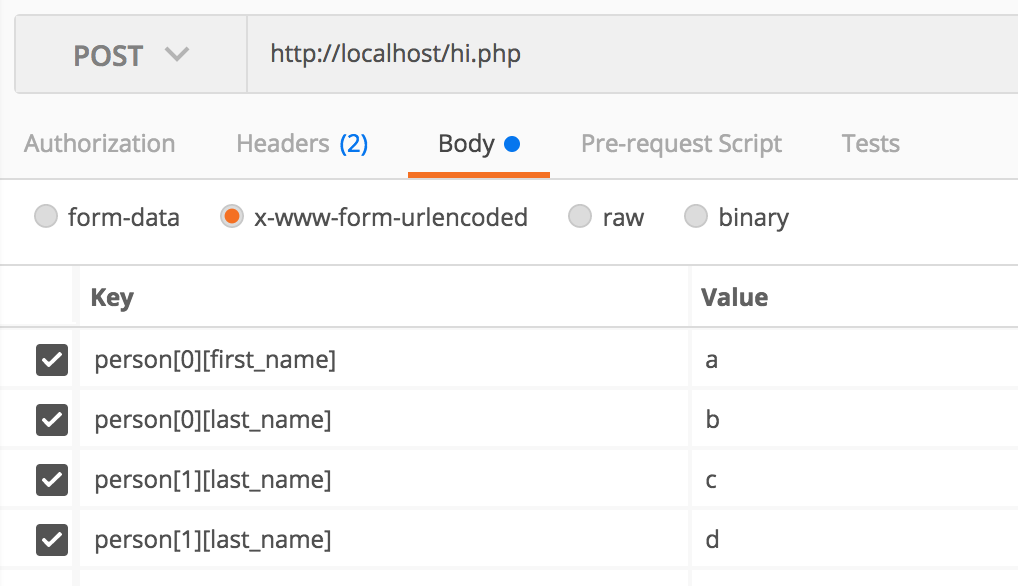 POST http://localhost/hi.php
Authorization Headers (2) Body Pre-request Script Tests
form-data x-www-form-urlencoded raw binary
Key Value
person[0][first_name] a
person[0][last_name] b
person[1][last_name] c
person[1][last_name] d